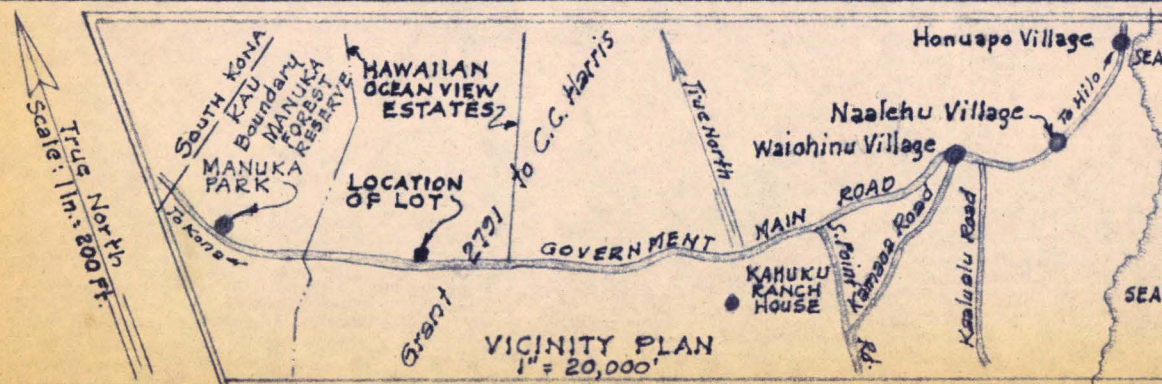 True North
Scale: 1 In.: 200 Ft.
SOUTH KONA
KAU
Boundary
MANUKA
FOREST
RESERVE
MANUKA
PARK
To Kona
HAWAIIAN
OCEAN VIEW
ESTATES
LOCATION
OF LOT
Grant 2791 to C.C. Harris
True North
GOVERNMENT MAIN ROAD
KAHUKU
RANCH
HOUSE
S. Point Rd.
Kamaoa Road
Kaalualu Road
Waiohinu Village
Naalehu Village
Honuapo Village
To Hilo
SEA
SEA
VICINITY PLAN
1" = 20,000'